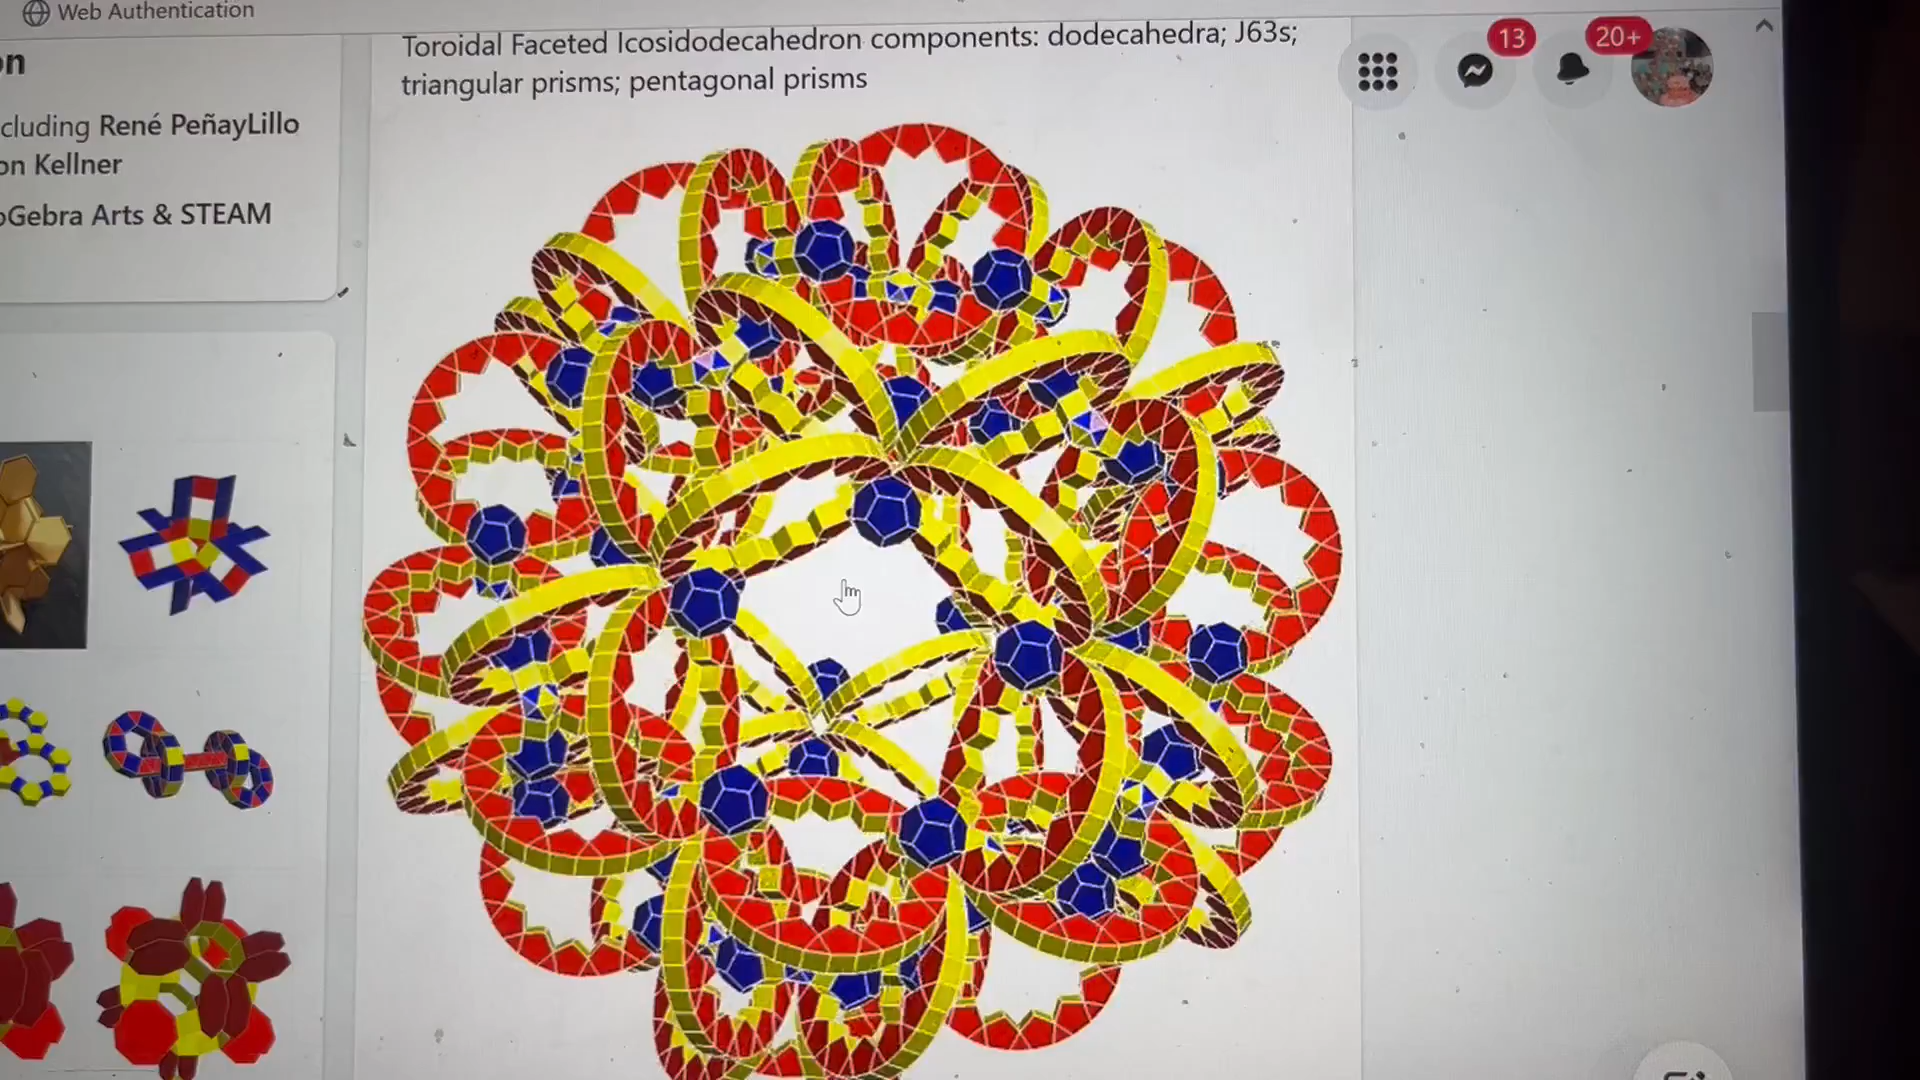 Web Authentication
on
cluding René PeñayLillo
on Kellner
oGebra Arts & STEAM
Toroidal Faceted Icosidodecahedron components: dodecahedra; J63s;
triangular prisms; pentagonal prisms
13
20+